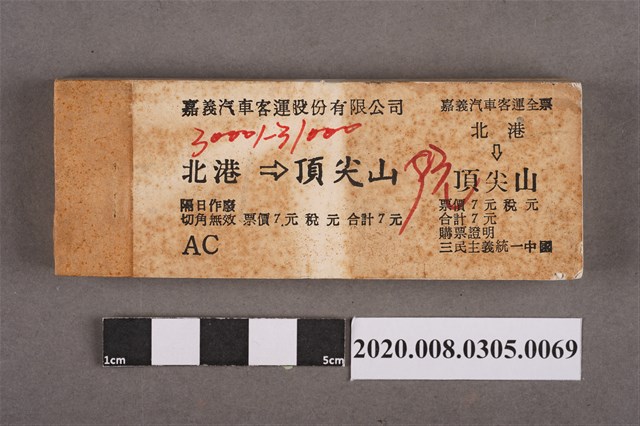 嘉義汽車客運股份有限公司
30001-31000
北港 ⇨ 頂尖山
隔日作廢
切角無效 票價7元 稅 元 合計7元
AC
嘉義汽車客運全票
北港
⇩
頂尖山
票價 7 元 稅 元
合計7元
購票證明
三民主義統一中國
1cm
5cm
2020.008.0305.0069